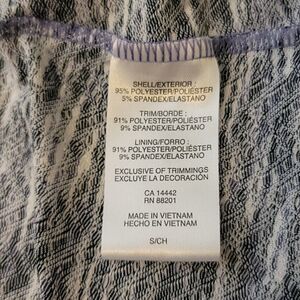 SHELL/EXTERIOR :
95% POLYESTER/POLIÉSTER
5% SPANDEX/ELASTANO
TRIM/BORDE :
91% POLYESTER/POLIÉSTER
9% SPANDEX/ELASTANO
LINING/FORRO :
91% POLYESTER/POLIÉSTER
9% SPANDEX/ELASTANO
EXCLUSIVE OF TRIMMINGS
EXCLUYE LA DECORACIÓN
CA 14442
RN 88201
MADE IN VIETNAM
HECHO EN VIETNAM
S/CH